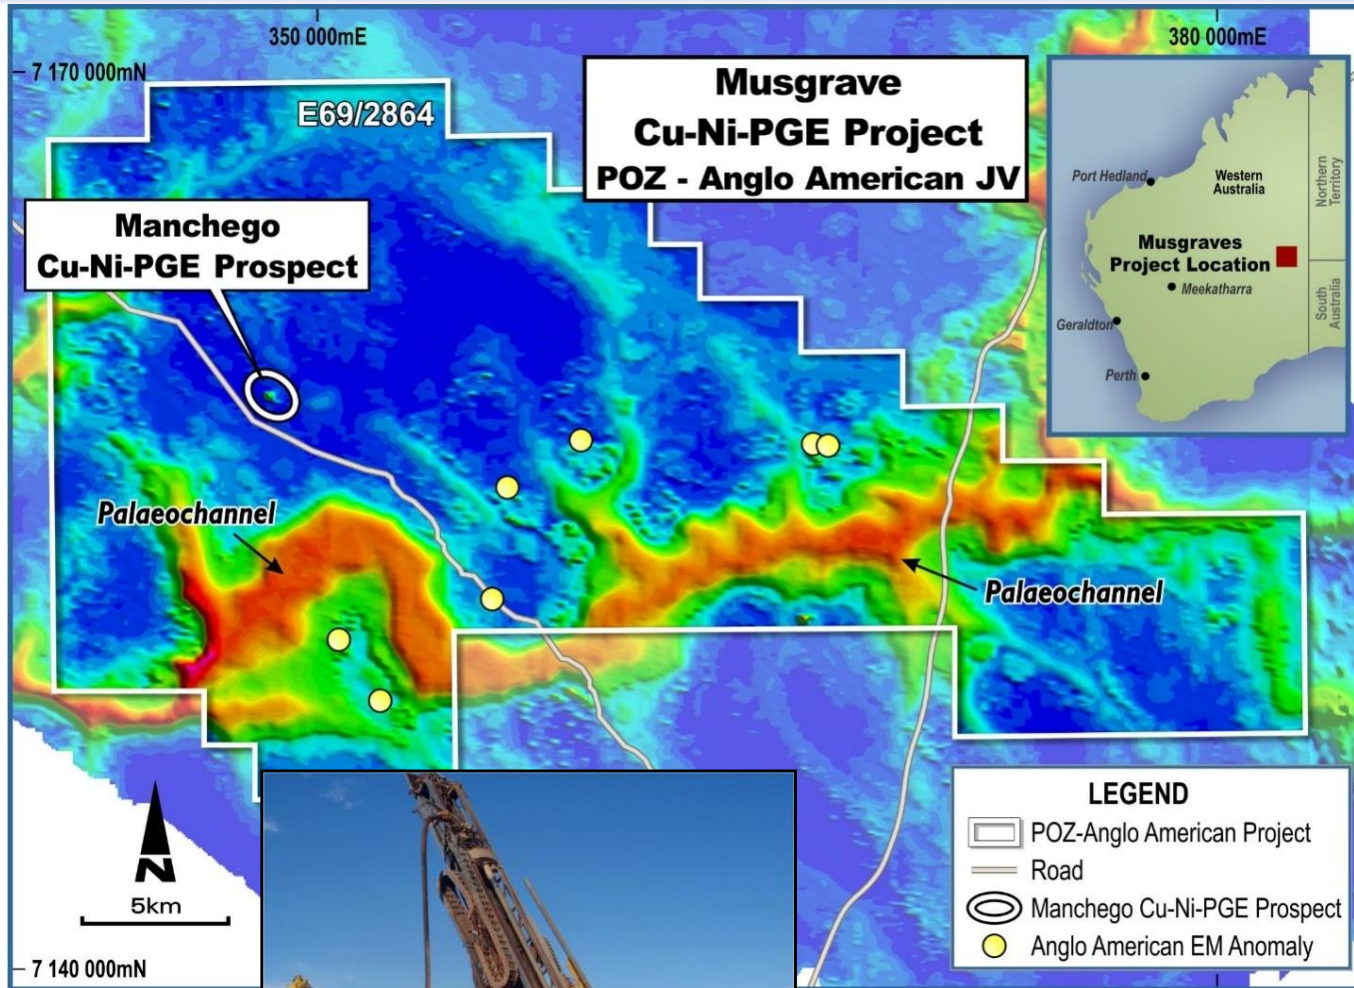 350 000mE
380 000mE
7 170 000mN
E69/2864
Musgrave
Cu-Ni-PGE Project
POZ - Anglo American JV
Manchego
Cu-Ni-PGE Prospect
Port Hedland
Western
Australia
Northern
Territory
Musgraves
Project Location
Meekatharra
South
Australia
Geraldton
Perth
Palaeochannel
Palaeochannel
N
5km
7 140 000mN
LEGEND
POZ-Anglo American Project
Road
Manchego Cu-Ni-PGE Prospect
Anglo American EM Anomaly